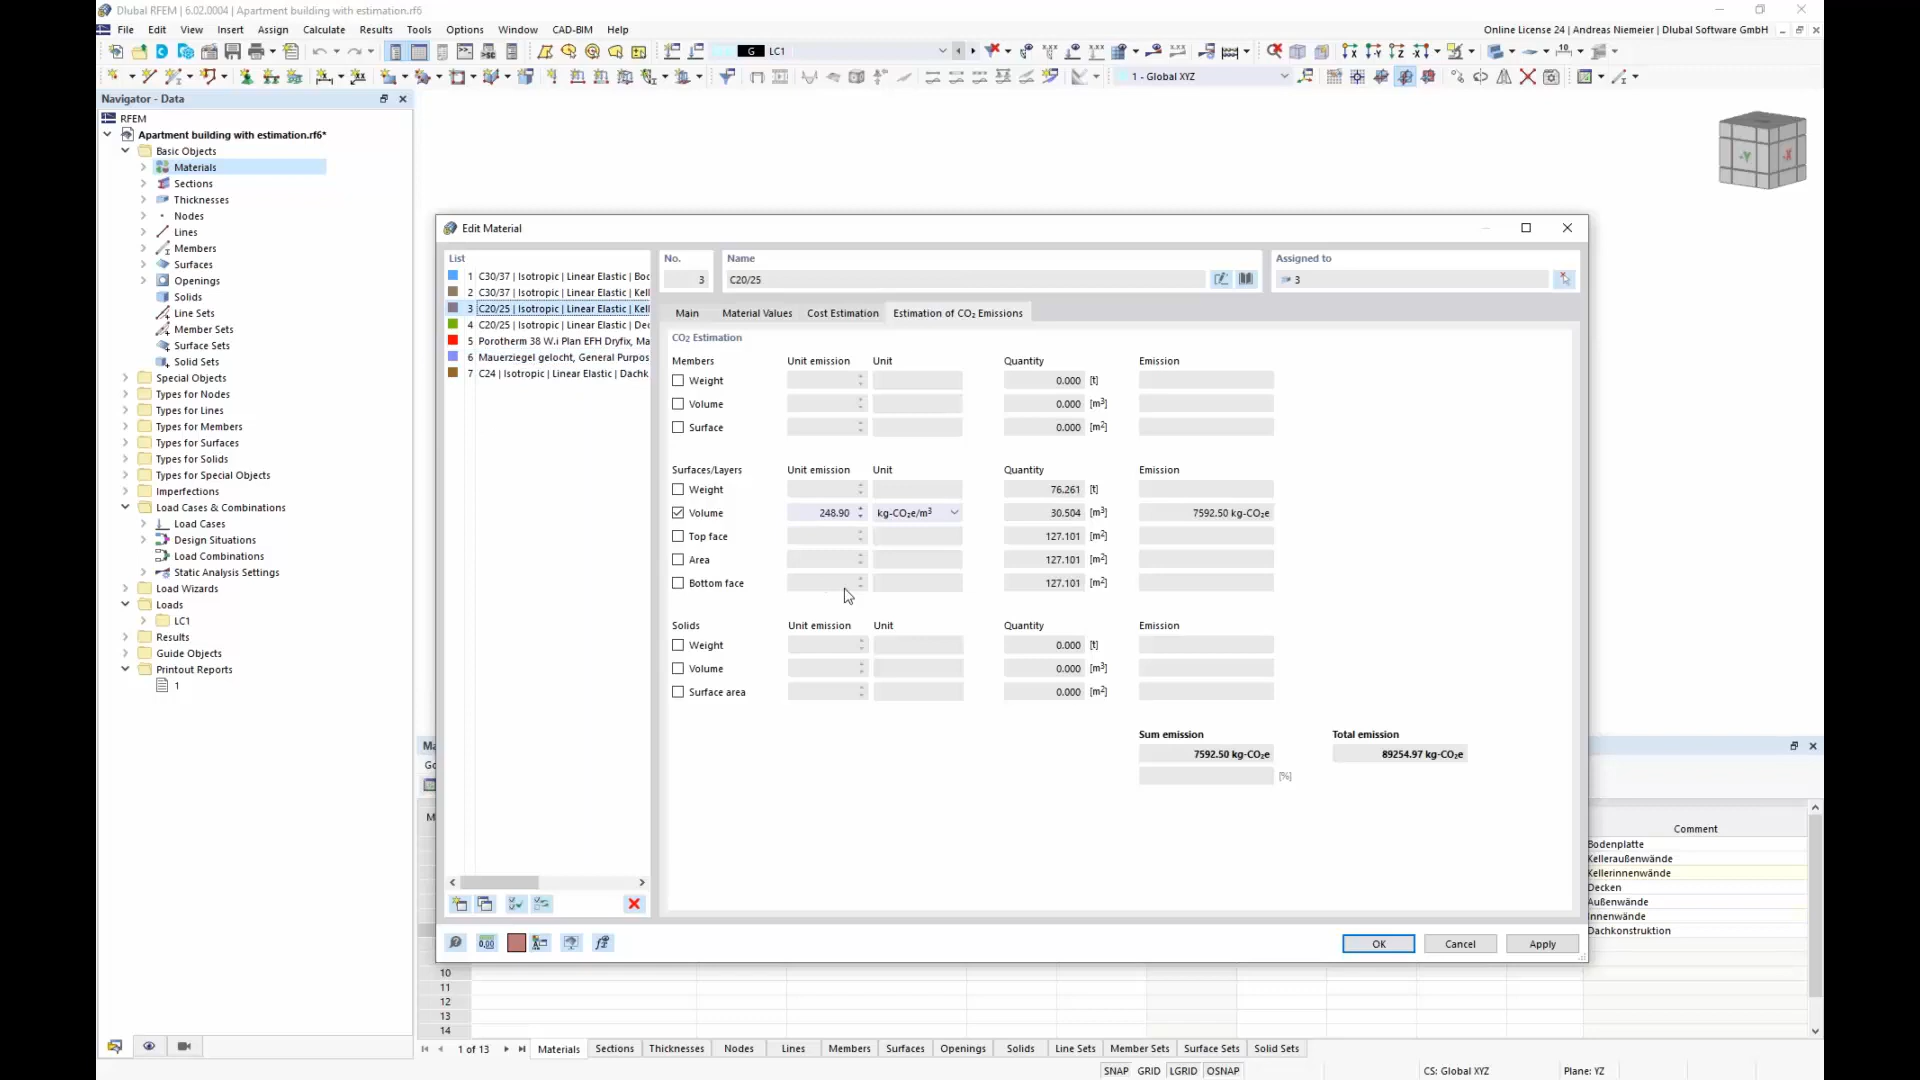 Dlubal RFEM | 6.02.0004 | Apartment building with estimation.rf6*
File Edit View Insert Assign Calculate Results Tools Options Window CAD-BIM Help
Online License 24 | Andreas Niemeier | Dlubal Software GmbH
G LC1
1 - Global XYZ
Navigator - Data
RFEM
Apartment building with estimation.rf6*
Basic Objects
Materials
Sections
Thicknesses
Nodes
Lines
Members
Surfaces
Openings
Solids
Line Sets
Member Sets
Surface Sets
Solid Sets
Special Objects
Types for Nodes
Types for Lines
Types for Members
Types for Surfaces
Types for Solids
Types for Special Objects
Imperfections
Load Cases & Combinations
Load Cases
Design Situations
Load Combinations
Static Analysis Settings
Load Wizards
Loads
LC1
Results
Guide Objects
Printout Reports
1
-Y -X
Edit Material
List
1 C30/37 | Isotropic | Linear Elastic | Boc
2 C30/37 | Isotropic | Linear Elastic | Kell
3 C20/25 | Isotropic | Linear Elastic | Kell
4 C20/25 | Isotropic | Linear Elastic | Dec
5 Porotherm 38 W.i Plan EFH Dryfix, Ma
6 Mauerziegel gelocht, General Purpos
7 C24 | Isotropic | Linear Elastic | Dachk
No.
3
Name
C20/25
Assigned to
3
Main Material Values Cost Estimation Estimation of CO₂ Emissions
CO₂ Estimation
Members Unit emission Unit Quantity Emission
Weight 0.000 [t]
Volume 0.000 [m³]
Surface 0.000 [m²]
Surfaces/Layers Unit emission Unit Quantity Emission
Weight 76.261 [t]
Volume 248.90 kg-CO₂e/m³ 30.504 [m³] 7592.50 kg-CO₂e
Top face 127.101 [m²]
Area 127.101 [m²]
Bottom face 127.101 [m²]
Solids Unit emission Unit Quantity Emission
Weight 0.000 [t]
Volume 0.000 [m³]
Surface area 0.000 [m²]
Sum emission Total emission
7592.50 kg-CO₂e 89254.97 kg-CO₂e
[%]
OK Cancel Apply
Ma
Go
M
Comment
Bodenplatte
Kelleraußenwände
Kellerinnenwände
Decken
Außenwände
Innenwände
Dachkonstruktion
10
11
12
13
14
1 of 13 Materials Sections Thicknesses Nodes Lines Members Surfaces Openings Solids Line Sets Member Sets Surface Sets Solid Sets
SNAP GRID LGRID OSNAP CS: Global XYZ Plane: YZ